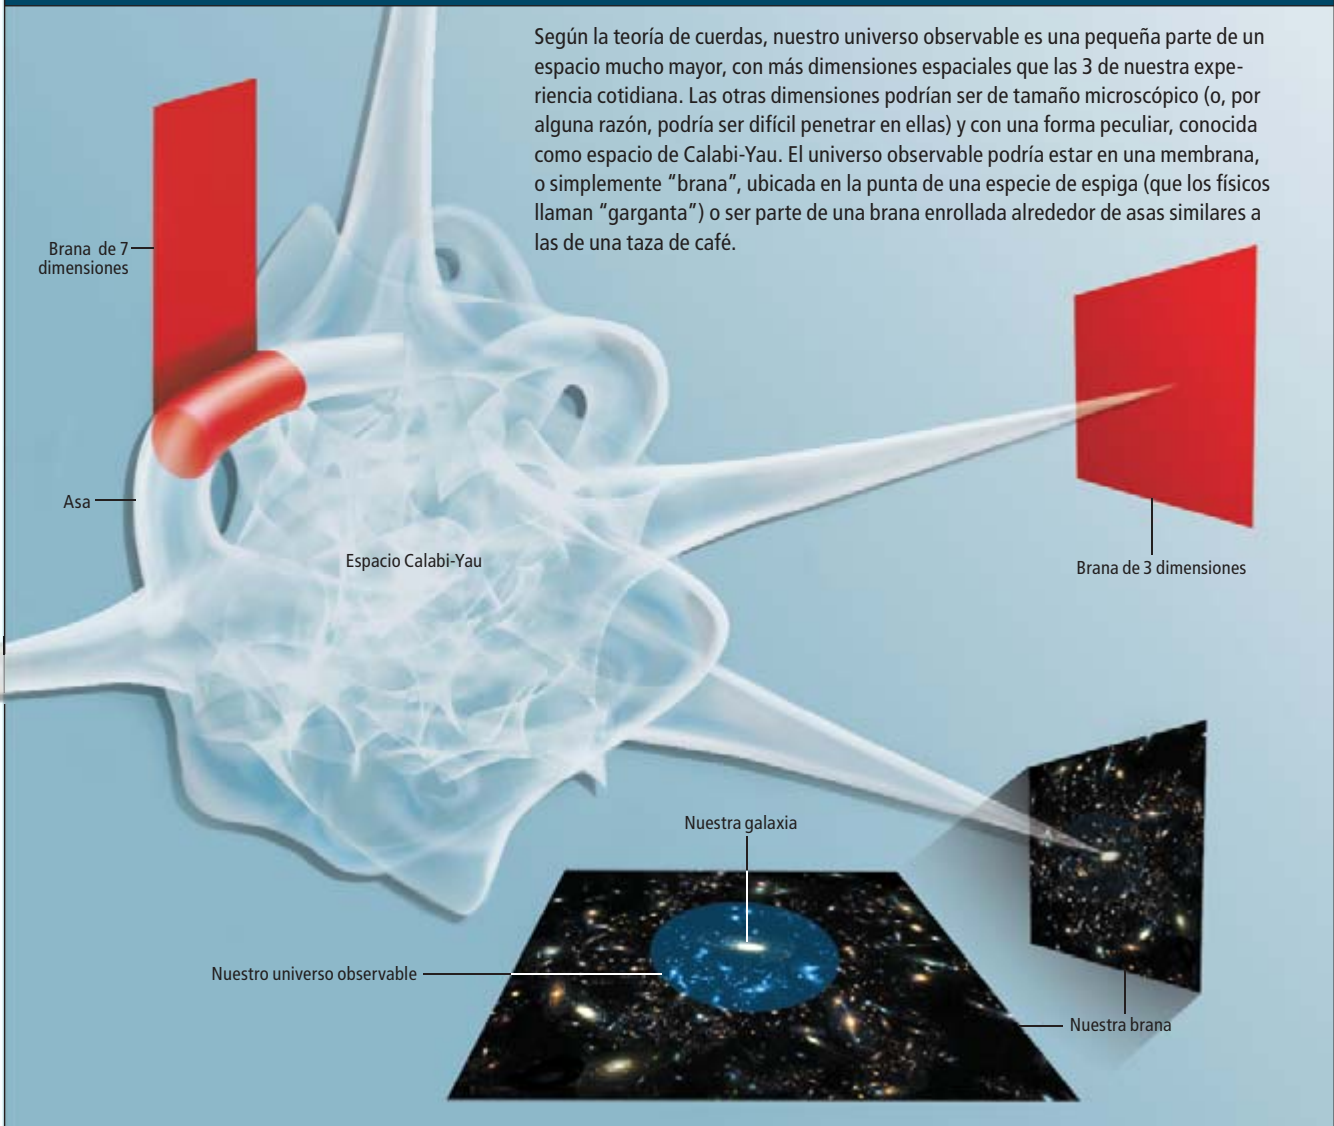 Según la teoría de cuerdas, nuestro universo observable es una pequeña parte de un
espacio mucho mayor, con más dimensiones espaciales que las 3 de nuestra expe-
riencia cotidiana. Las otras dimensiones podrían ser de tamaño microscópico (o, por
alguna razón, podría ser difícil penetrar en ellas) y con una forma peculiar, conocida
como espacio de Calabi-Yau. El universo observable podría estar en una membrana,
o simplemente “brana”, ubicada en la punta de una especie de espiga (que los físicos
llaman “garganta”) o ser parte de una brana enrollada alrededor de asas similares a
las de una taza de café.
Brana de 7
dimensiones
Asa
Espacio Calabi-Yau
Brana de 3 dimensiones
Nuestra galaxia
Nuestro universo observable
Nuestra brana